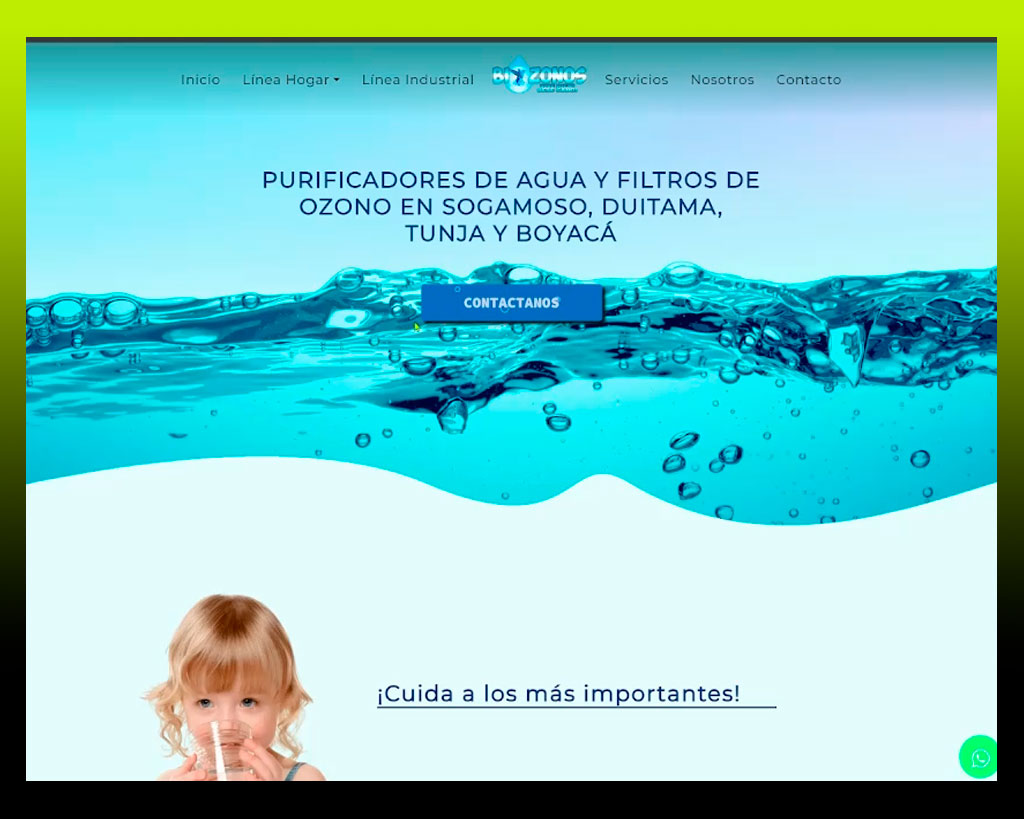 Inicio
Línea Hogar
Línea Industrial
BIOZONOS
Servicios
Nosotros
Contacto
PURIFICADORES DE AGUA Y FILTROS DE
OZONO EN SOGAMOSO, DUITAMA,
TUNJA Y BOYACÁ
CONTACTANOS
¡Cuida a los más importantes!